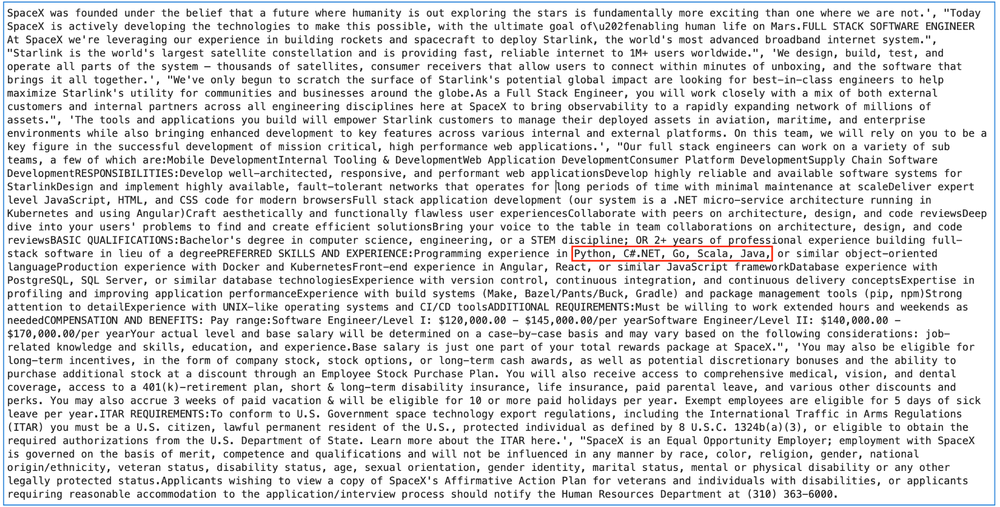 SpaceX was founded under the belief that a future where humanity is out exploring the stars is fundamentally more exciting than one where we are not.', "Today
SpaceX is actively developing the technologies to make this possible, with the ultimate goal of\u202fenabling human life on Mars.FULL STACK SOFTWARE ENGINEER
At SpaceX we're leveraging our experience in building rockets and spacecraft to deploy Starlink, the world's most advanced broadband internet system.",
"Starlink is the world's largest satellite constellation and is providing fast, reliable internet to 1M+ users worldwide.", 'We design, build, test, and
operate all parts of the system – thousands of satellites, consumer receivers that allow users to connect within minutes of unboxing, and the software that
brings it all together.', "We've only begun to scratch the surface of Starlink's potential global impact are looking for best-in-class engineers to help
maximize Starlink's utility for communities and businesses around the globe.As a Full Stack Engineer, you will work closely with a mix of both external
customers and internal partners across all engineering disciplines here at SpaceX to bring observability to a rapidly expanding network of millions of
assets.", 'The tools and applications you build will empower Starlink customers to manage their deployed assets in aviation, maritime, and enterprise
environments while also bringing enhanced development to key features across various internal and external platforms. On this team, we will rely on you to be a
key figure in the successful development of mission critical, high performance web applications.', "Our full stack engineers can work on a variety of sub
teams, a few of which are:Mobile DevelopmentInternal Tooling & DevelopmentWeb Application DevelopmentConsumer Platform DevelopmentSupply Chain Software
DevelopmentRESPONSIBILITIES:Develop well-architected, responsive, and performant web applicationsDevelop highly reliable and available software systems for
StarlinkDesign and implement highly available, fault-tolerant networks that operates for long periods of time with minimal maintenance at scaleDeliver expert
level JavaScript, HTML, and CSS code for modern browsersFull stack application development (our system is a .NET micro-service architecture running in
Kubernetes and using Angular)Craft aesthetically and functionally flawless user experiencesCollaborate with peers on architecture, design, and code reviewsDeep
dive into your users' problems to find and create efficient solutionsBring your voice to the table in team collaborations on architecture, design, and code
reviewsBASIC QUALIFICATIONS:Bachelor's degree in computer science, engineering, or a STEM discipline; OR 2+ years of professional experience building full-
stack software in lieu of a degreePREFERRED SKILLS AND EXPERIENCE:Programming experience in Python, C#.NET, Go, Scala, Java, or similar object-oriented
languageProduction experience with Docker and KubernetesFront-end experience in Angular, React, or similar JavaScript frameworkDatabase experience with
PostgreSQL, SQL Server, or similar database technologiesExperience with version control, continuous integration, and continuous delivery conceptsExpertise in
profiling and improving application performanceExperience with build systems (Make, Bazel/Pants/Buck, Gradle) and package management tools (pip, npm)Strong
attention to detailExperience with UNIX-like operating systems and CI/CD toolsADDITIONAL REQUIREMENTS:Must be willing to work extended hours and weekends as
neededCOMPENSATION AND BENEFITS: Pay range:Software Engineer/Level I: $120,000.00 - $145,000.00/per yearSoftware Engineer/Level II: $140,000.00 -
$170,000.00/per yearYour actual level and base salary will be determined on a case-by-case basis and may vary based on the following considerations: job-
related knowledge and skills, education, and experience.Base salary is just one part of your total rewards package at SpaceX.", 'You may also be eligible for
long-term incentives, in the form of company stock, stock options, or long-term cash awards, as well as potential discretionary bonuses and the ability to
purchase additional stock at a discount through an Employee Stock Purchase Plan. You will also receive access to comprehensive medical, vision, and dental
coverage, access to a 401(k)-retirement plan, short & long-term disability insurance, life insurance, paid parental leave, and various other discounts and
perks. You may also accrue 3 weeks of paid vacation & will be eligible for 10 or more paid holidays per year. Exempt employees are eligible for 5 days of sick
leave per year.ITAR REQUIREMENTS:To conform to U.S. Government space technology export regulations, including the International Traffic in Arms Regulations
(ITAR) you must be a U.S. citizen, lawful permanent resident of the U.S., protected individual as defined by 8 U.S.C. 1324b(a)(3), or eligible to obtain the
required authorizations from the U.S. Department of State. Learn more about the ITAR here.', "SpaceX is an Equal Opportunity Employer; employment with SpaceX
is governed on the basis of merit, competence and qualifications and will not be influenced in any manner by race, color, religion, gender, national
origin/ethnicity, veteran status, disability status, age, sexual orientation, gender identity, marital status, mental or physical disability or any other
legally protected status.Applicants wishing to view a copy of SpaceX's Affirmative Action Plan for veterans and individuals with disabilities, or applicants
requiring reasonable accommodation to the application/interview process should notify the Human Resources Department at (310) 363-6000.